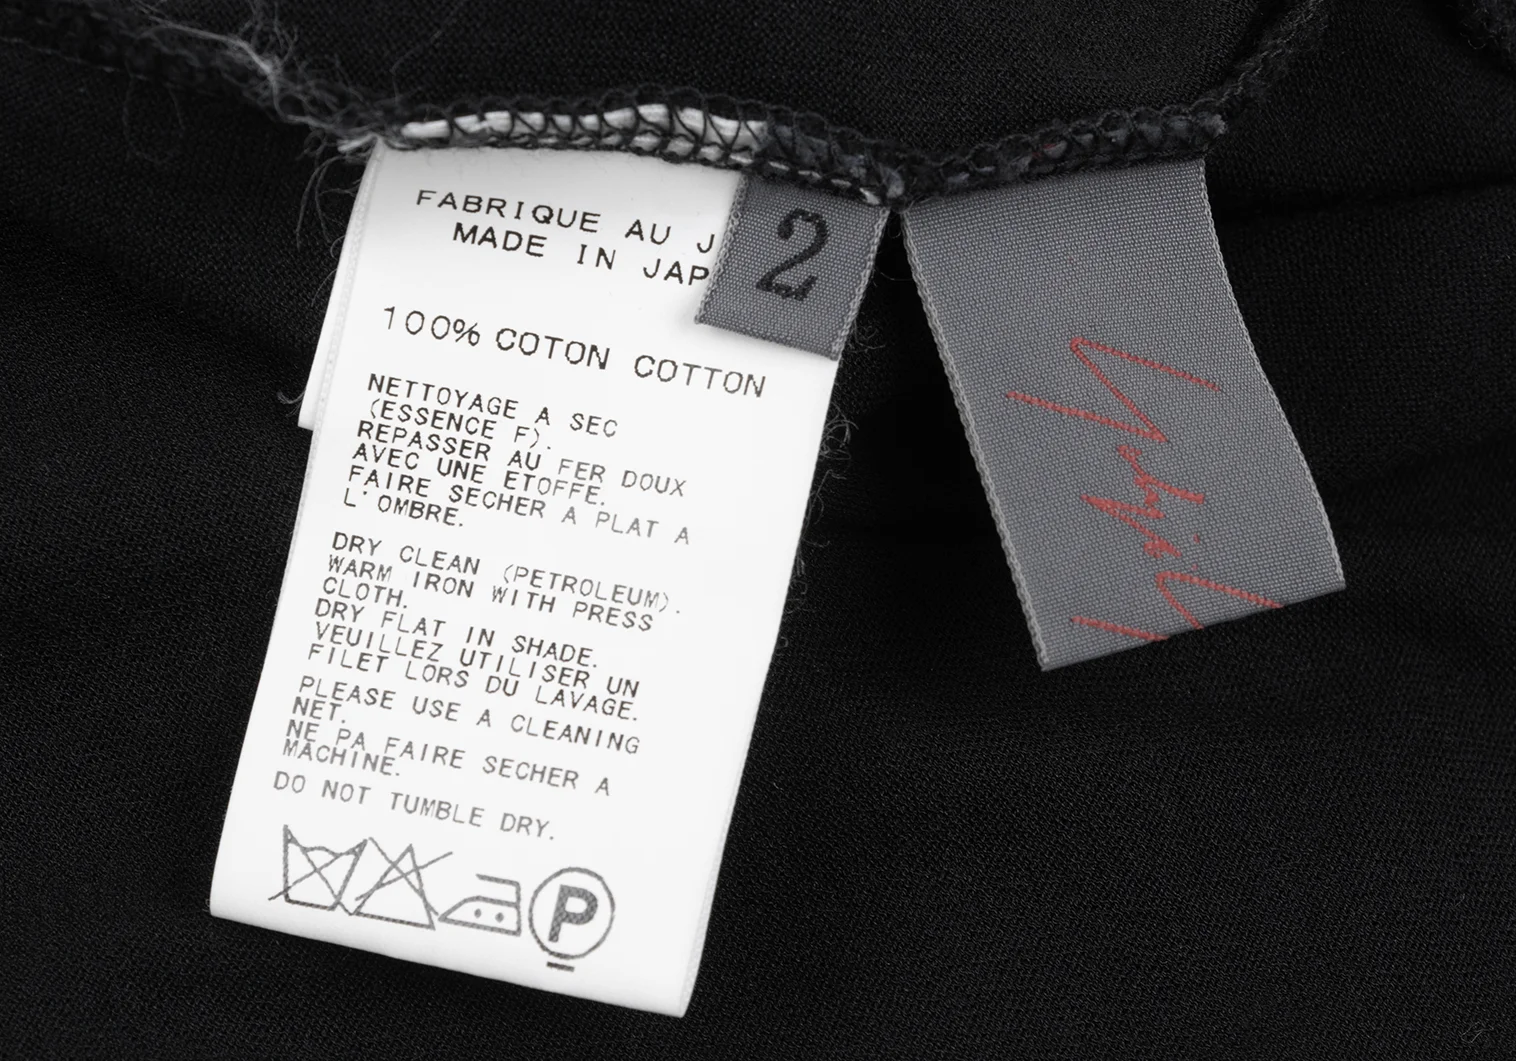 FABRIQUE AU J
MADE IN JAP
2
100% COTON COTTON
NETTOYAGE A SEC
(ESSENCE F).
REPASSER AU FER DOUX
AVEC UNE ETOFFE.
FAIRE SECHER A PLAT A
L'OMBRE.
DRY CLEAN (PETROLEUM).
WARM IRON WITH PRESS
CLOTH.
DRY FLAT IN SHADE.
VEUILLEZ UTILISER UN
FILET LORS DU LAVAGE.
PLEASE USE A CLEANING
NET.
NE PA FAIRE SECHER A
MACHINE.
DO NOT TUMBLE DRY.
P